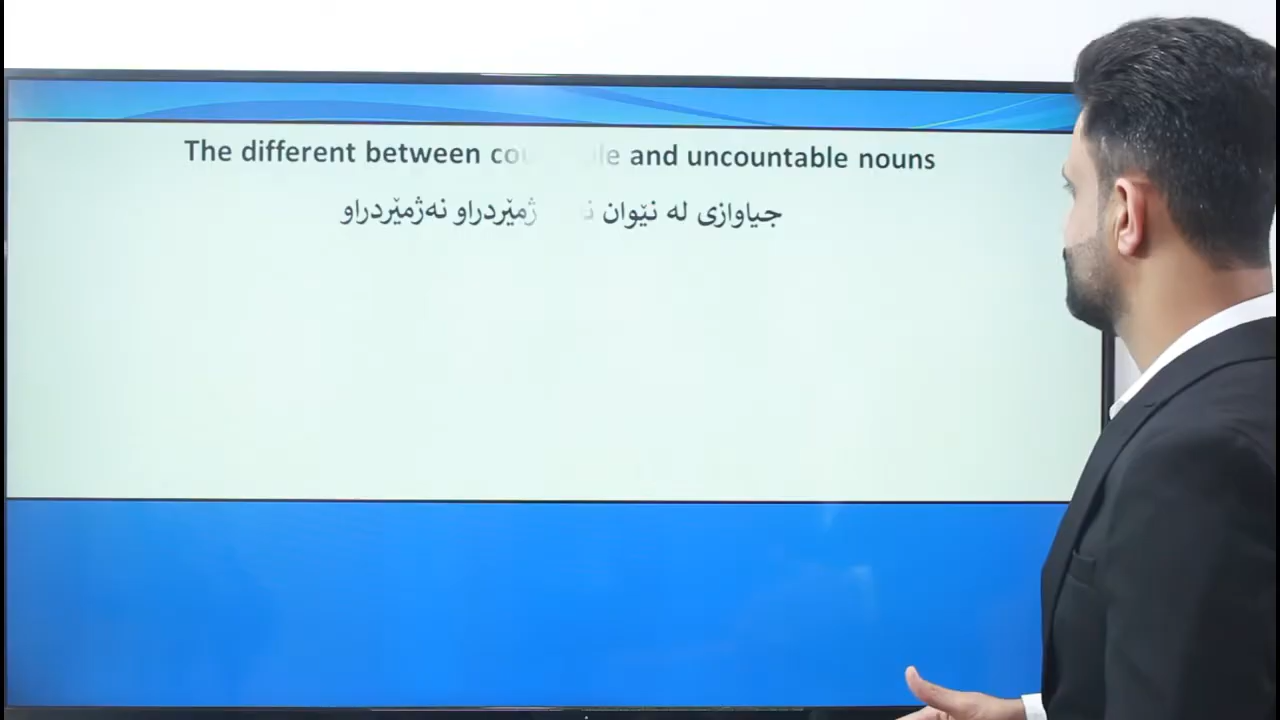 The different between and uncountable nouns
جیاوازی لە نێوان ژمێردراو نەژمێردراو